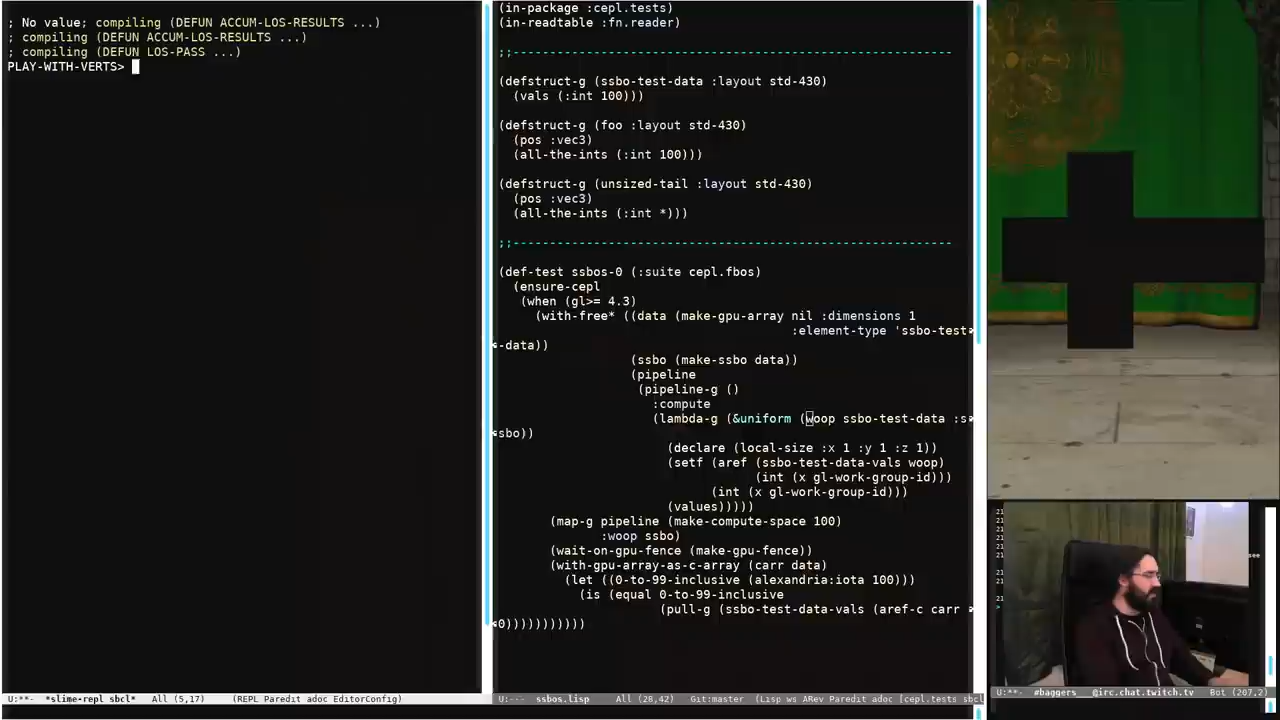 ; No value; compiling (DEFUN ACCUM-LOS-RESULTS ...)
; compiling (DEFUN ACCUM-LOS-RESULTS ...)
; compiling (DEFUN LOS-PASS ...)
PLAY-WITH-VERTS>
U:**-  *slime-repl sbcl*   All (5,17)     (REPL Paredit adoc EditorConfig)
(in-package :cepl.tests)
(in-readtable :fn.reader)
;;------------------------------------------------------------
(defstruct-g (ssbo-test-data :layout std-430)
  (vals (:int 100)))
(defstruct-g (foo :layout std-430)
  (pos :vec3)
  (all-the-ints (:int 100)))
(defstruct-g (unsized-tail :layout std-430)
  (pos :vec3)
  (all-the-ints (:int *)))
;;------------------------------------------------------------
(def-test ssbos-0 (:suite cepl.fbos)
  (ensure-cepl
   (when (gl>= 4.3)
     (with-free* ((data (make-gpu-array nil :dimensions 1
                                        :element-type 'ssbo-test
-data))
                  (ssbo (make-ssbo data))
                  (pipeline
                   (pipeline-g ()
                     :compute
                     (lambda-g (&uniform (woop ssbo-test-data :s
sbo))
                       (declare (local-size :x 1 :y 1 :z 1))
                       (setf (aref (ssbo-test-data-vals woop)
                                   (int (x gl-work-group-id)))
                             (int (x gl-work-group-id)))
                       (values)))))
       (map-g pipeline (make-compute-space 100)
              :woop ssbo)
       (wait-on-gpu-fence (make-gpu-fence))
       (with-gpu-array-as-c-array (carr data)
         (let ((0-to-99-inclusive (alexandria:iota 100)))
           (is (equal 0-to-99-inclusive
                      (pull-g (ssbo-test-data-vals (aref-c carr
0)))))))))))
U:---  ssbos.lisp     All (28,42)    Git:master  (Lisp ws ARev Paredit adoc [cepl.tests sbcl
see
U:**-  #baggers   @irc.chat.twitch.tv   Bot (207,2)